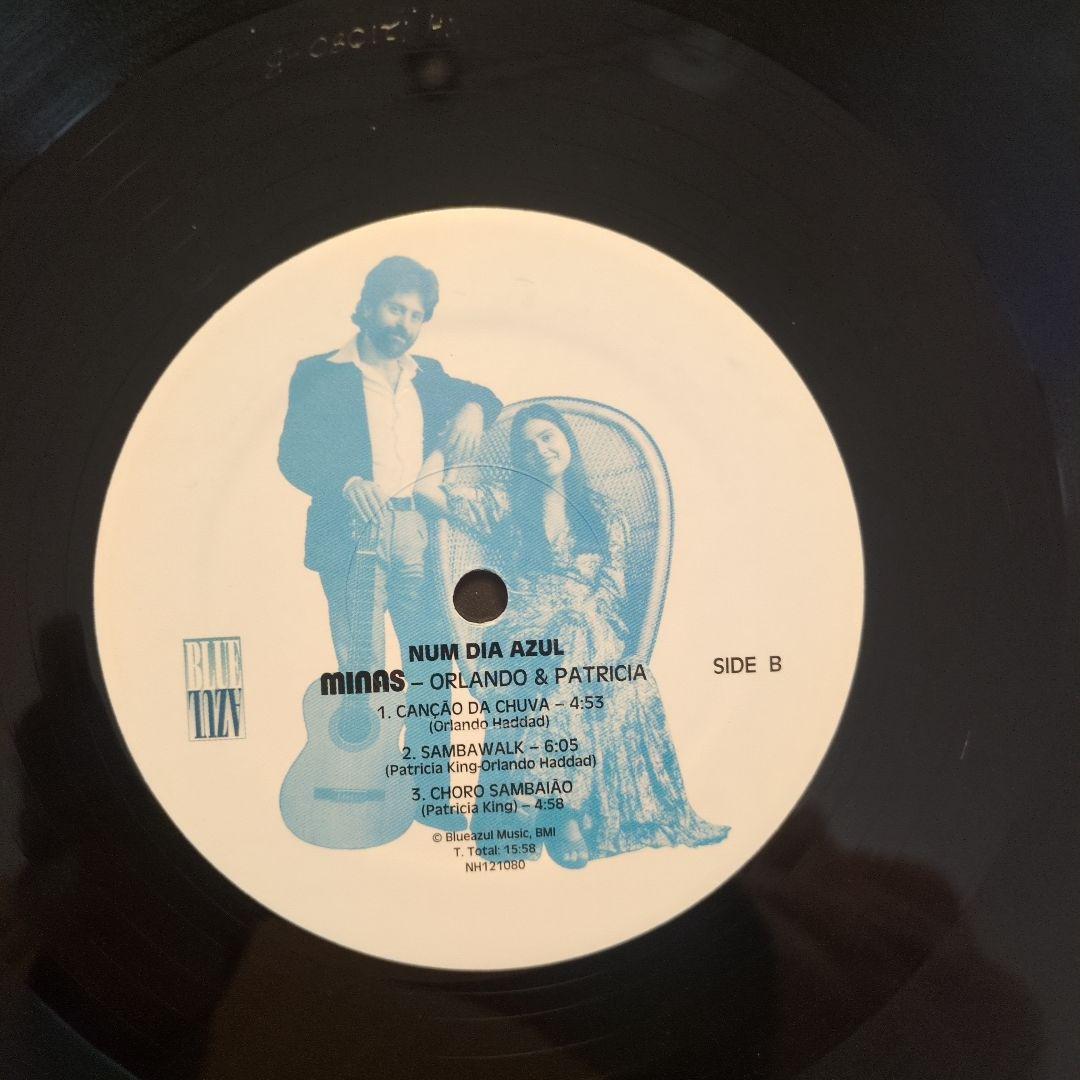 NUM DIA AZUL
MINAS – ORLANDO & PATRICIA
1. CANÇÃO DA CHUVA – 4:53
(Orlando Haddad)
2. SAMBAWALK – 6:05
(Patricia King-Orlando Haddad)
3. CHORO SAMBAIÃO
(Patricia King) – 4:58
© Blueazul Music, BMI
T. Total: 15:58
NH121080
SIDE B
BLUE
AZUL